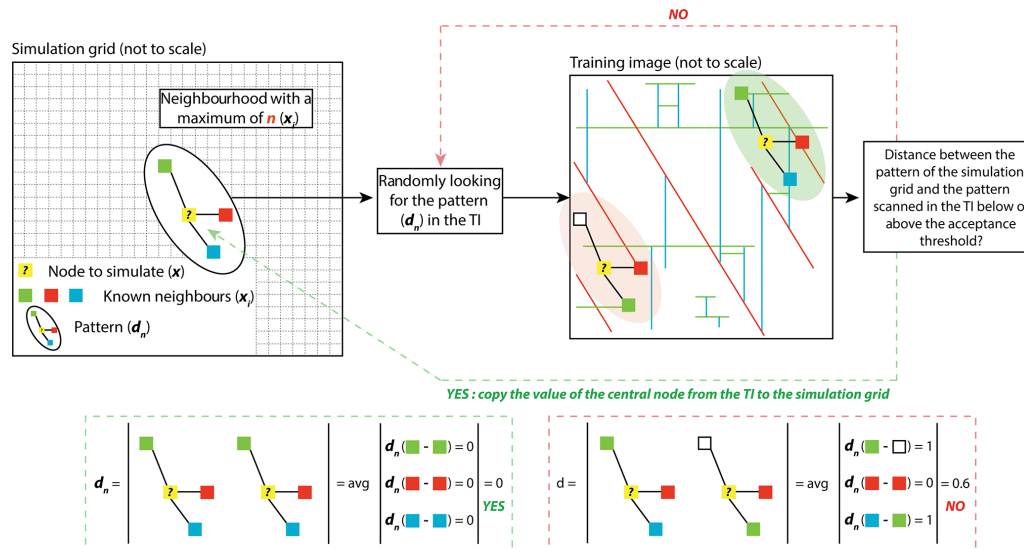 NO
Simulation grid (not to scale)
Training image (not to scale)
Neighbourhood with a
maximum of n (xi)
?
Randomly looking
for the pattern
(dn) in the TI
?
?
Distance between the
pattern of the simulation
grid and the pattern
scanned in the TI below o
above the acceptance
threshold?
? Node to simulate (x)
Known neighbours (xi)
Pattern (dn)
YES : copy the value of the central node from the TI to the simulation grid
dn =
?
?
= avg
dn ( - ) = 0
dn ( - ) = 0
dn ( - ) = 0
= 0
YES
d =
?
?
= avg
dn ( - ) = 1
dn ( - ) = 0
dn ( - ) = 1
= 0.6
NO